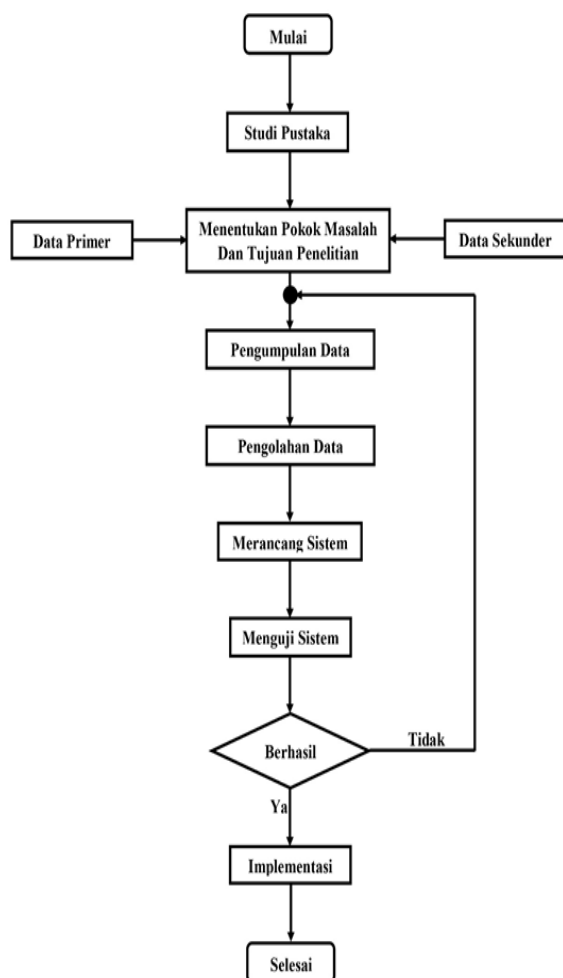 Mulai
Studi Pustaka
Data Primer
Menentukan Pokok Masalah
Dan Tujuan Penelitian
Data Sekunder
Pengumpulan Data
Pengolahan Data
Merancang Sistem
Menguji Sistem
Berhasil
Tidak
Ya
Implementasi
Selesai